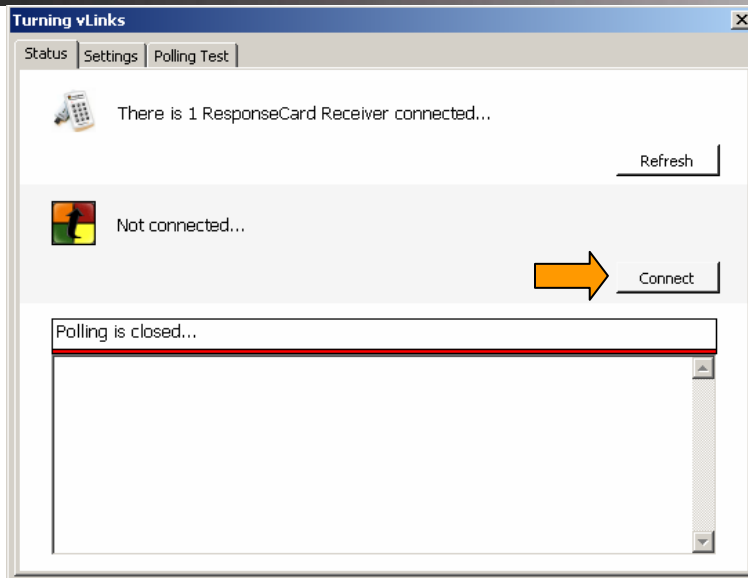 Turning vLinks
Status Settings Polling Test
There is 1 ResponseCard Receiver connected...
Refresh
Not connected...
Connect
Polling is closed...